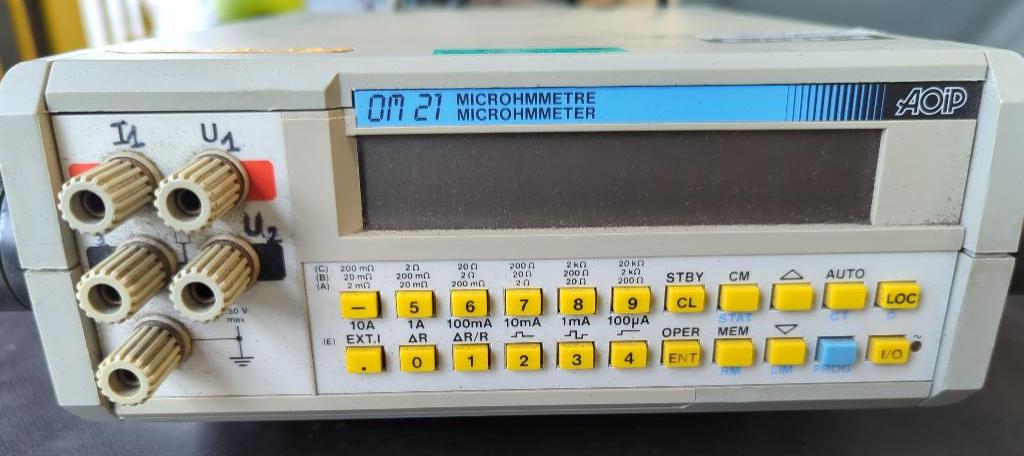 OM 21 MICROHMMETRE
MICROHMMETER
AOIP
I1 U1
U2
50 V
max
(C) 200 mΩ 2 Ω 20 Ω 200 Ω 2 kΩ 20 kΩ
(B) 20 mΩ 200 mΩ 2 Ω 20 Ω 200 Ω 2 kΩ
(A) 2 mΩ 20 mΩ 200 mΩ 2 Ω 20 Ω 200 Ω
STBY CM AUTO
– 5 6 7 8 9 CL LOC
10A 1A 100mA 10mA 1mA 100µA STAT. CT
(E) EXT.I ΔR ΔR/R OPER MEM
. 0 1 2 3 4 ENT I/O ~
RM LIM PROG